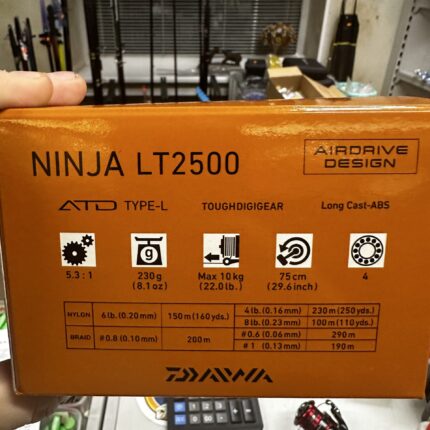 NINJA LT2500
AIRDRIVE
DESIGN
ATD TYPE-L
TOUGHDIGIGEAR
Long Cast-ABS
g
5.3 : 1
230g
(8.1 oz)
Max 10kg
(22.0lb.)
75cm
(29.6inch)
4
NYLON 6lb. (0.20mm) 150m (160yds.) 4lb. (0.16mm) 230m (250yds.)
8lb. (0.23mm) 100m (110yds.)
BRAID #0.8 (0.10mm) 200m #0.6 (0.06mm) 290m
#1 (0.13mm) 190m
DAIWA